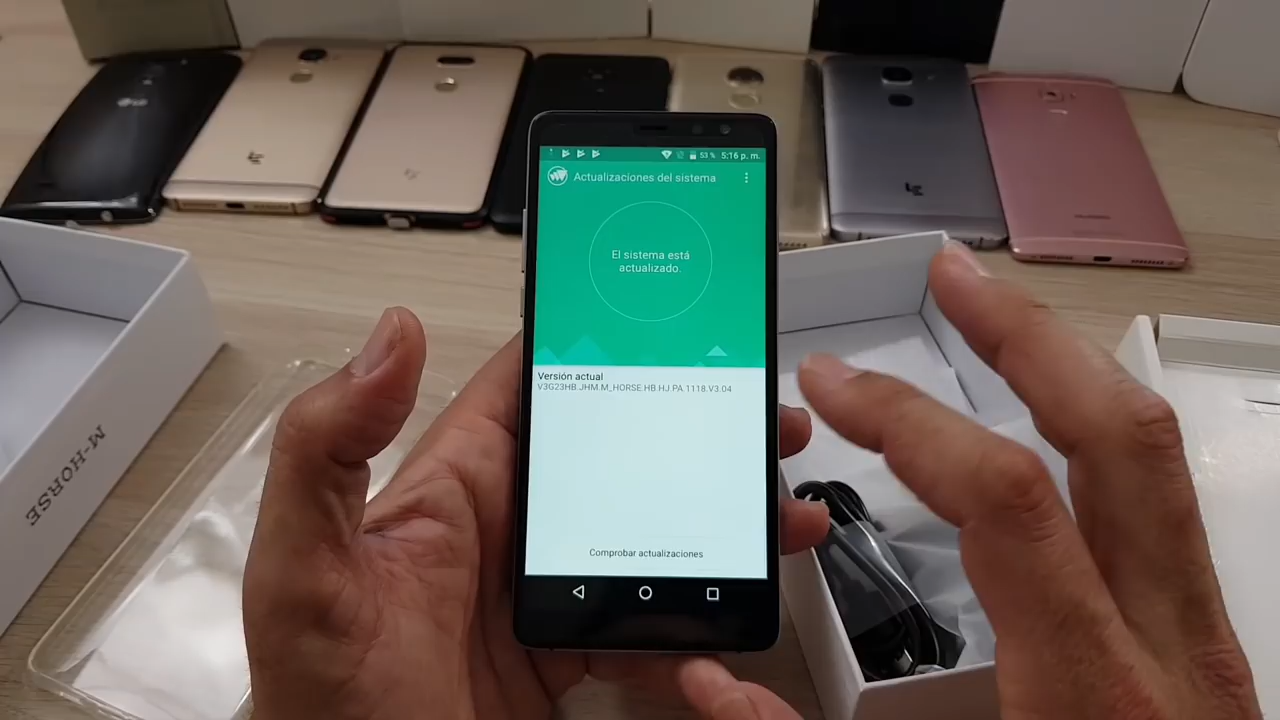 LG
53 % 5:16 p. m.
Actualizaciones del sistema
El sistema está
actualizado.
Versión actual
V3G23HB.JHM.M_HORSE.HB.HJ.PA.1118.V3.04
Comprobar actualizaciones
M-HORSE